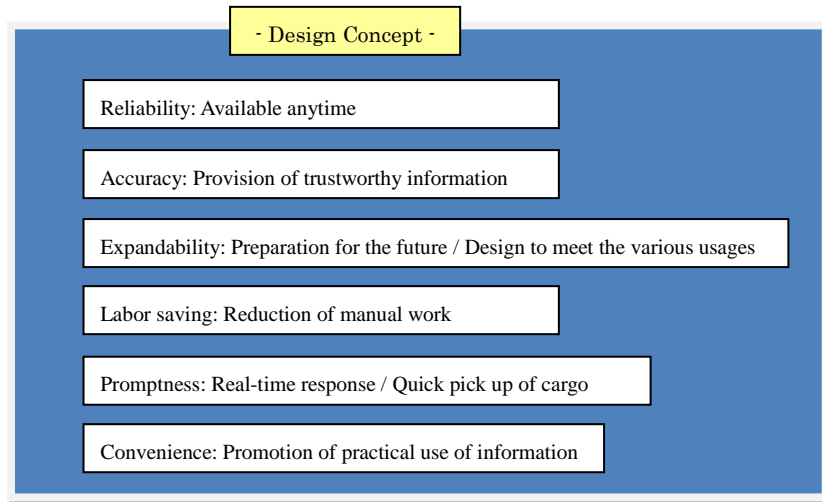 - Design Concept -
Reliability: Available anytime
Accuracy: Provision of trustworthy information
Expandability: Preparation for the future / Design to meet the various usages
Labor saving: Reduction of manual work
Promptness: Real-time response / Quick pick up of cargo
Convenience: Promotion of practical use of information